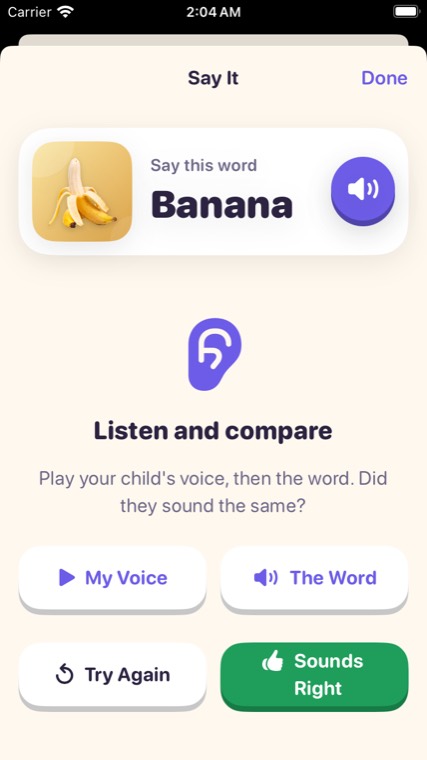 Carrier
2:04 AM
Say It
Done
Say this word
Banana
Listen and compare
Play your child's voice, then the word. Did
they sound the same?
My Voice
The Word
Try Again
Sounds
Right